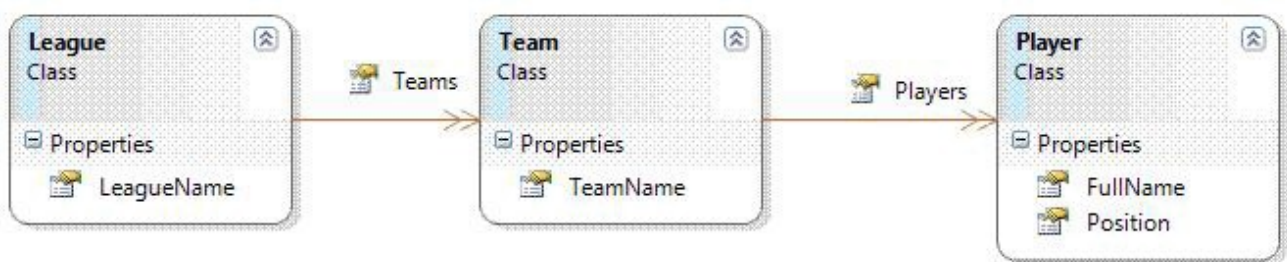 League
Class
Properties
LeagueName
Teams
Team
Class
Properties
TeamName
Players
Player
Class
Properties
FullName
Position